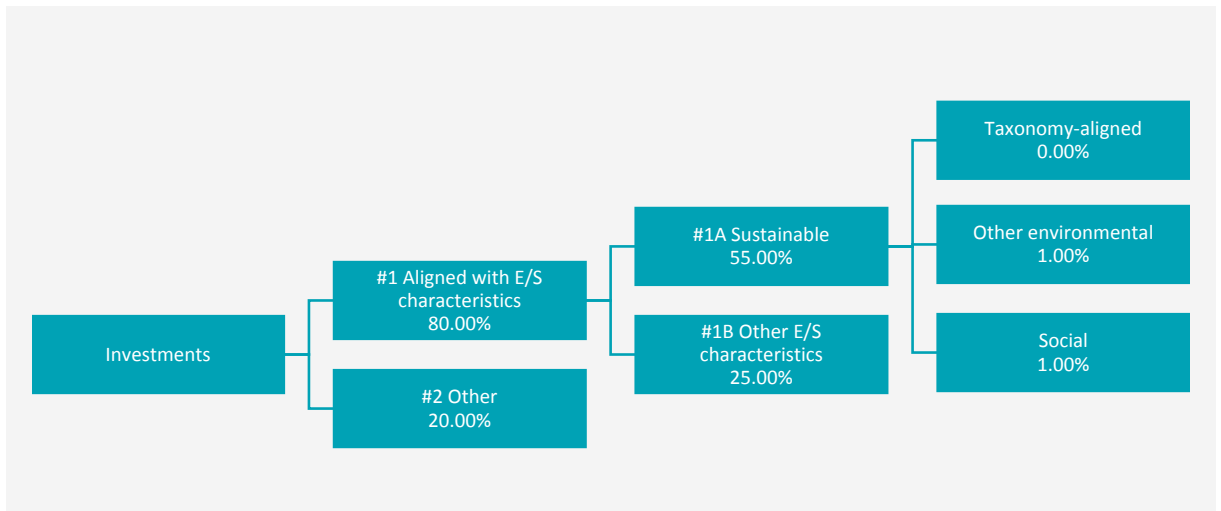 Investments
#1 Aligned with E/S
characteristics
80.00%
#2 Other
20.00%
#1A Sustainable
55.00%
#1B Other E/S
characteristics
25.00%
Taxonomy-aligned
0.00%
Other environmental
1.00%
Social
1.00%